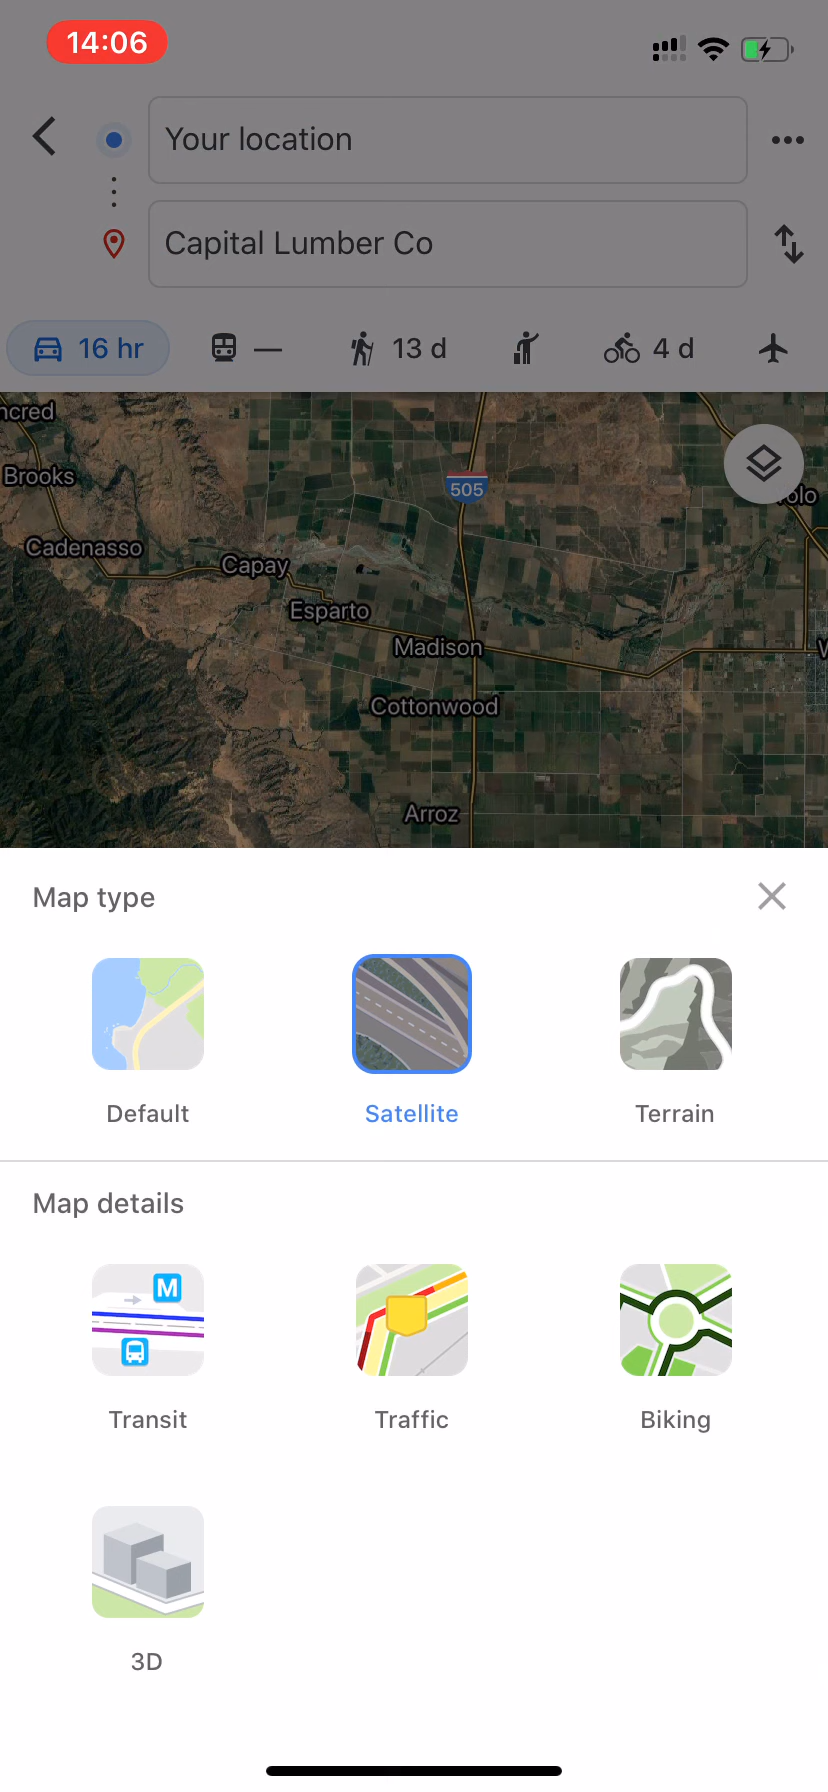 14:06
Your location
Capital Lumber Co
16 hr
—
13 d
4 d
Brooks
505
Cadenasso
Capay
Esparto
Madison
Cottonwood
Arroz
Map type
Default
Satellite
Terrain
Map details
M
Transit
Traffic
Biking
3D